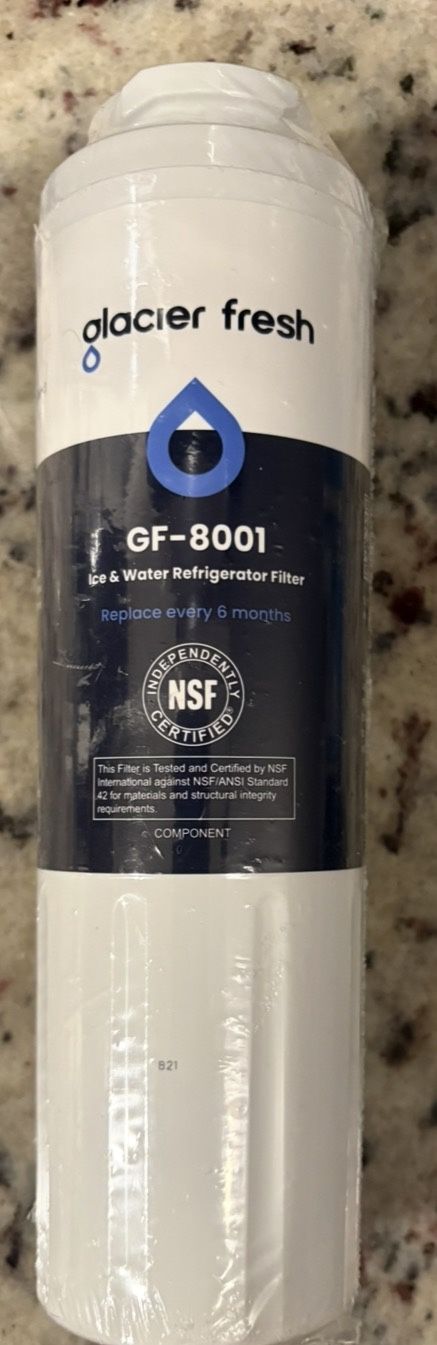 glacier fresh
GF-8001
Ice & Water Refrigerator Filter
Replace every 6 months
INDEPENDENTLY
NSF®
CERTIFIED
This Filter is Tested and Certified by NSF
International against NSF/ANSI Standard
42 for materials and structural integrity
requirements.
COMPONENT
B21